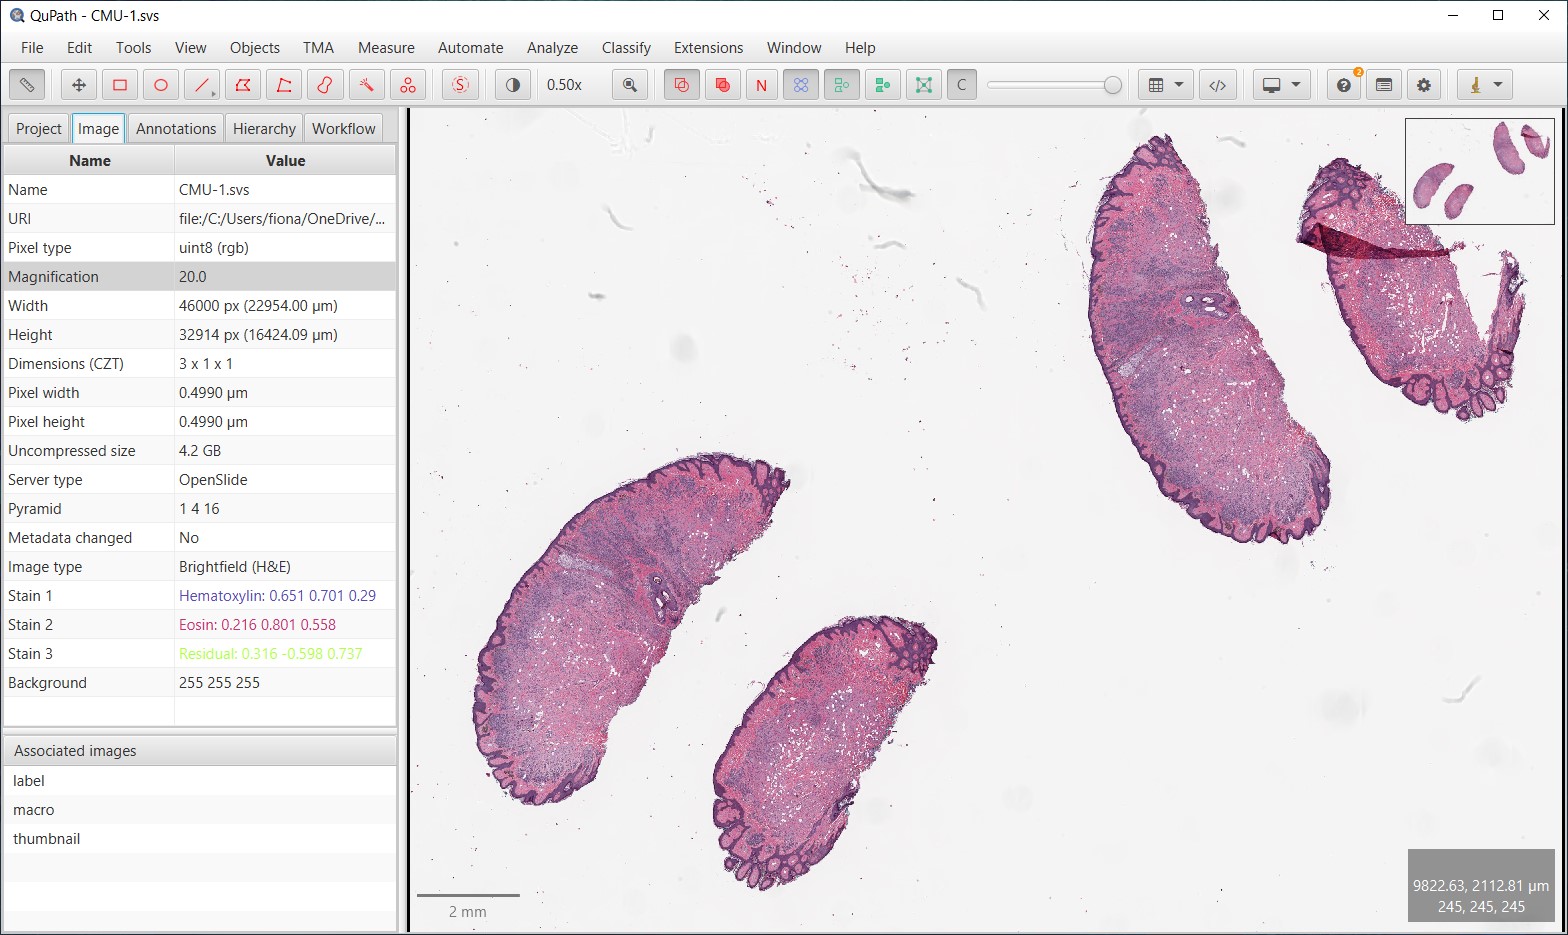 QuPath - CMU-1.svs
File Edit Tools View Objects TMA Measure Automate Analyze Classify Extensions Window Help
S 0.50x N C </> ? 2
Project Image Annotations Hierarchy Workflow
Name Value
Name CMU-1.svs
URI file:/C:/Users/fiona/OneDrive/...
Pixel type uint8 (rgb)
Magnification 20.0
Width 46000 px (22954.00 µm)
Height 32914 px (16424.09 µm)
Dimensions (CZT) 3 x 1 x 1
Pixel width 0.4990 µm
Pixel height 0.4990 µm
Uncompressed size 4.2 GB
Server type OpenSlide
Pyramid 1 4 16
Metadata changed No
Image type Brightfield (H&E)
Stain 1 Hematoxylin: 0.651 0.701 0.29
Stain 2 Eosin: 0.216 0.801 0.558
Stain 3 Residual: 0.316 -0.598 0.737
Background 255 255 255
Associated images
label
macro
thumbnail
2 mm
9822.63, 2112.81 µm
245, 245, 245